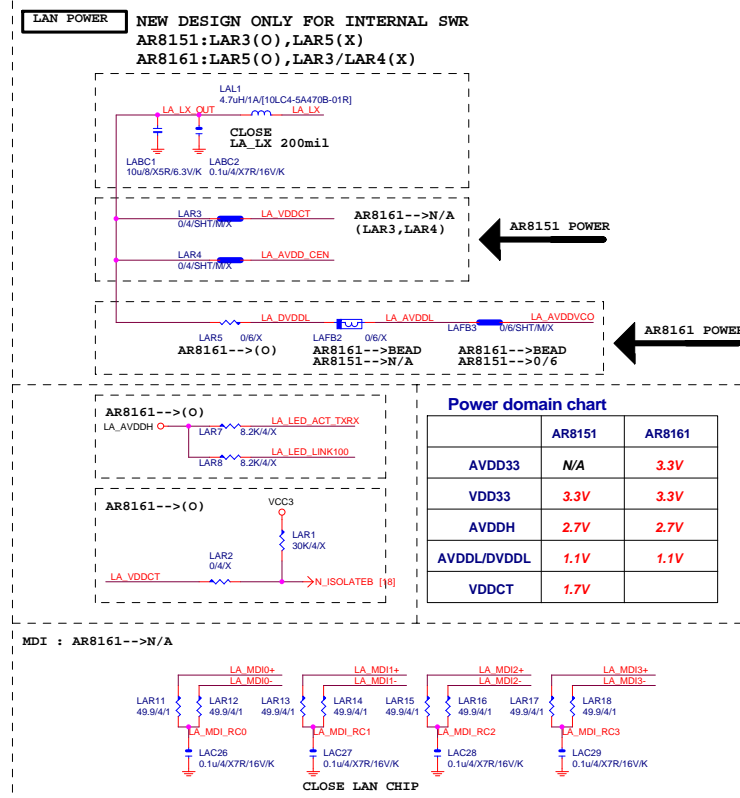 LAN POWER
NEW DESIGN ONLY FOR INTERNAL SWR
AR8151:LAR3(O),LAR5(X)
AR8161:LAR5(O),LAR3/LAR4(X)
LAL1
4.7uH/1A/[10LC4-5A470B-01R]
LA_LX_OUT
LA_LX
CLOSE
LA_LX 200mil
LABC1
10u/8/X5R/6.3V/K
LABC2
0.1u/4/X7R/16V/K
LAR3
0/4/SHT/M/X
LA_VDDCT
AR8161-->N/A
(LAR3,LAR4)
LAR4
0/4/SHT/M/X
LA_AVDD_CEN
AR8151 POWER
LA_DVDDL
LA_AVDDL
LA_AVDDVCO
LAR5 0/6/X
LAFB2 0/6/X
LAFB3 0/6/SHT/M/X
AR8161-->(O)
AR8161-->BEAD
AR8151-->N/A
AR8161-->BEAD
AR8151-->0/6
AR8161 POWER
AR8161-->(O)
LA_AVDDH
LAR7 8.2K/4/X
LA_LED_ACT_TXRX
LAR8 8.2K/4/X
LA_LED_LINK100
AR8161-->(O)
VCC3
LAR1
30K/4/X
LAR2
0/4/X
LA_VDDCT
N_ISOLATEB [18]
Power domain chart
AR8151 AR8161
AVDD33 N/A 3.3V
VDD33 3.3V 3.3V
AVDDH 2.7V 2.7V
AVDDL/DVDDL 1.1V 1.1V
VDDCT 1.7V
MDI : AR8161-->N/A
LA_MDI0+ LA_MDI1+ LA_MDI2+ LA_MDI3+
LA_MDI0- LA_MDI1- LA_MDI2- LA_MDI3-
LAR11 LAR12 LAR13 LAR14 LAR15 LAR16 LAR17 LAR18
49.9/4/1 49.9/4/1 49.9/4/1 49.9/4/1 49.9/4/1 49.9/4/1 49.9/4/1 49.9/4/1
LA_MDI_RC0 LA_MDI_RC1 LA_MDI_RC2 LA_MDI_RC3
LAC26 LAC27 LAC28 LAC29
0.1u/4/X7R/16V/K 0.1u/4/X7R/16V/K 0.1u/4/X7R/16V/K 0.1u/4/X7R/16V/K
CLOSE LAN CHIP